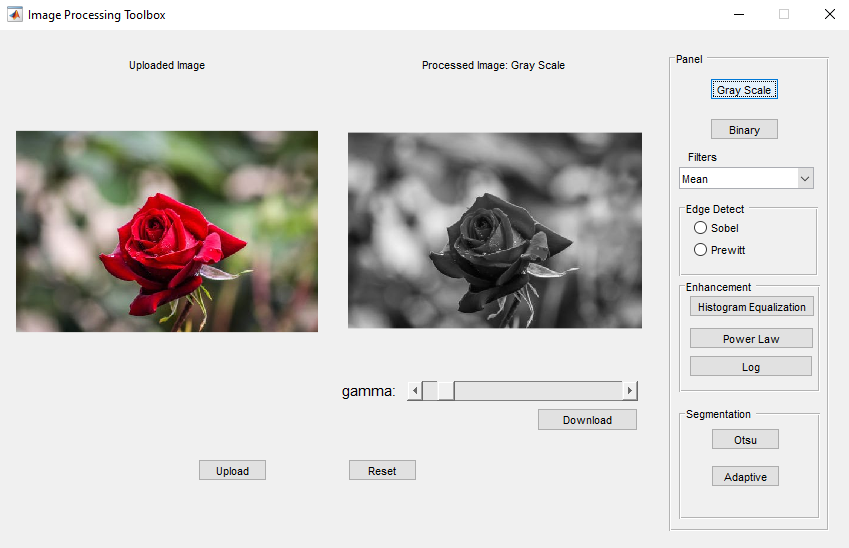 Image Processing Toolbox
Uploaded Image
Processed Image: Gray Scale
Panel
Gray Scale
Binary
Filters
Mean
Edge Detect
Sobel
Prewitt
Enhancement
Histogram Equalization
Power Law
Log
gamma:
Download
Segmentation
Otsu
Adaptive
Upload
Reset